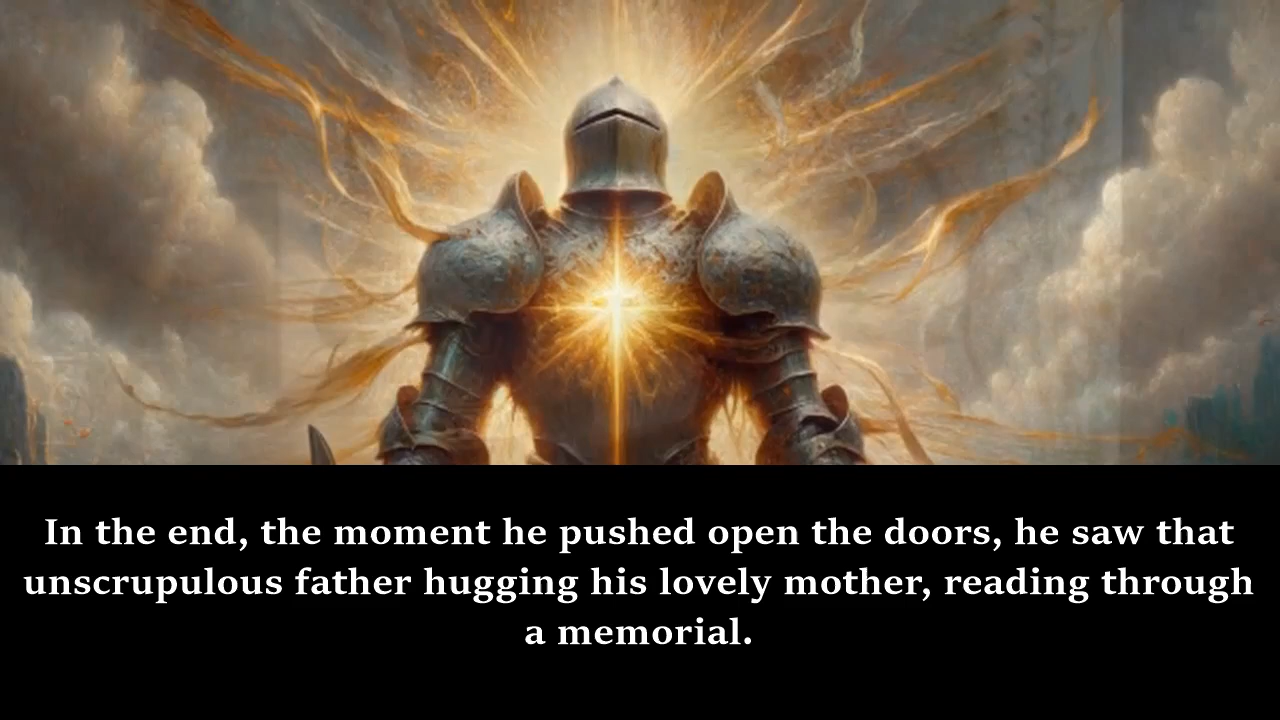 In the end, the moment he pushed open the doors, he saw that
unscrupulous father hugging his lovely mother, reading through
a memorial.